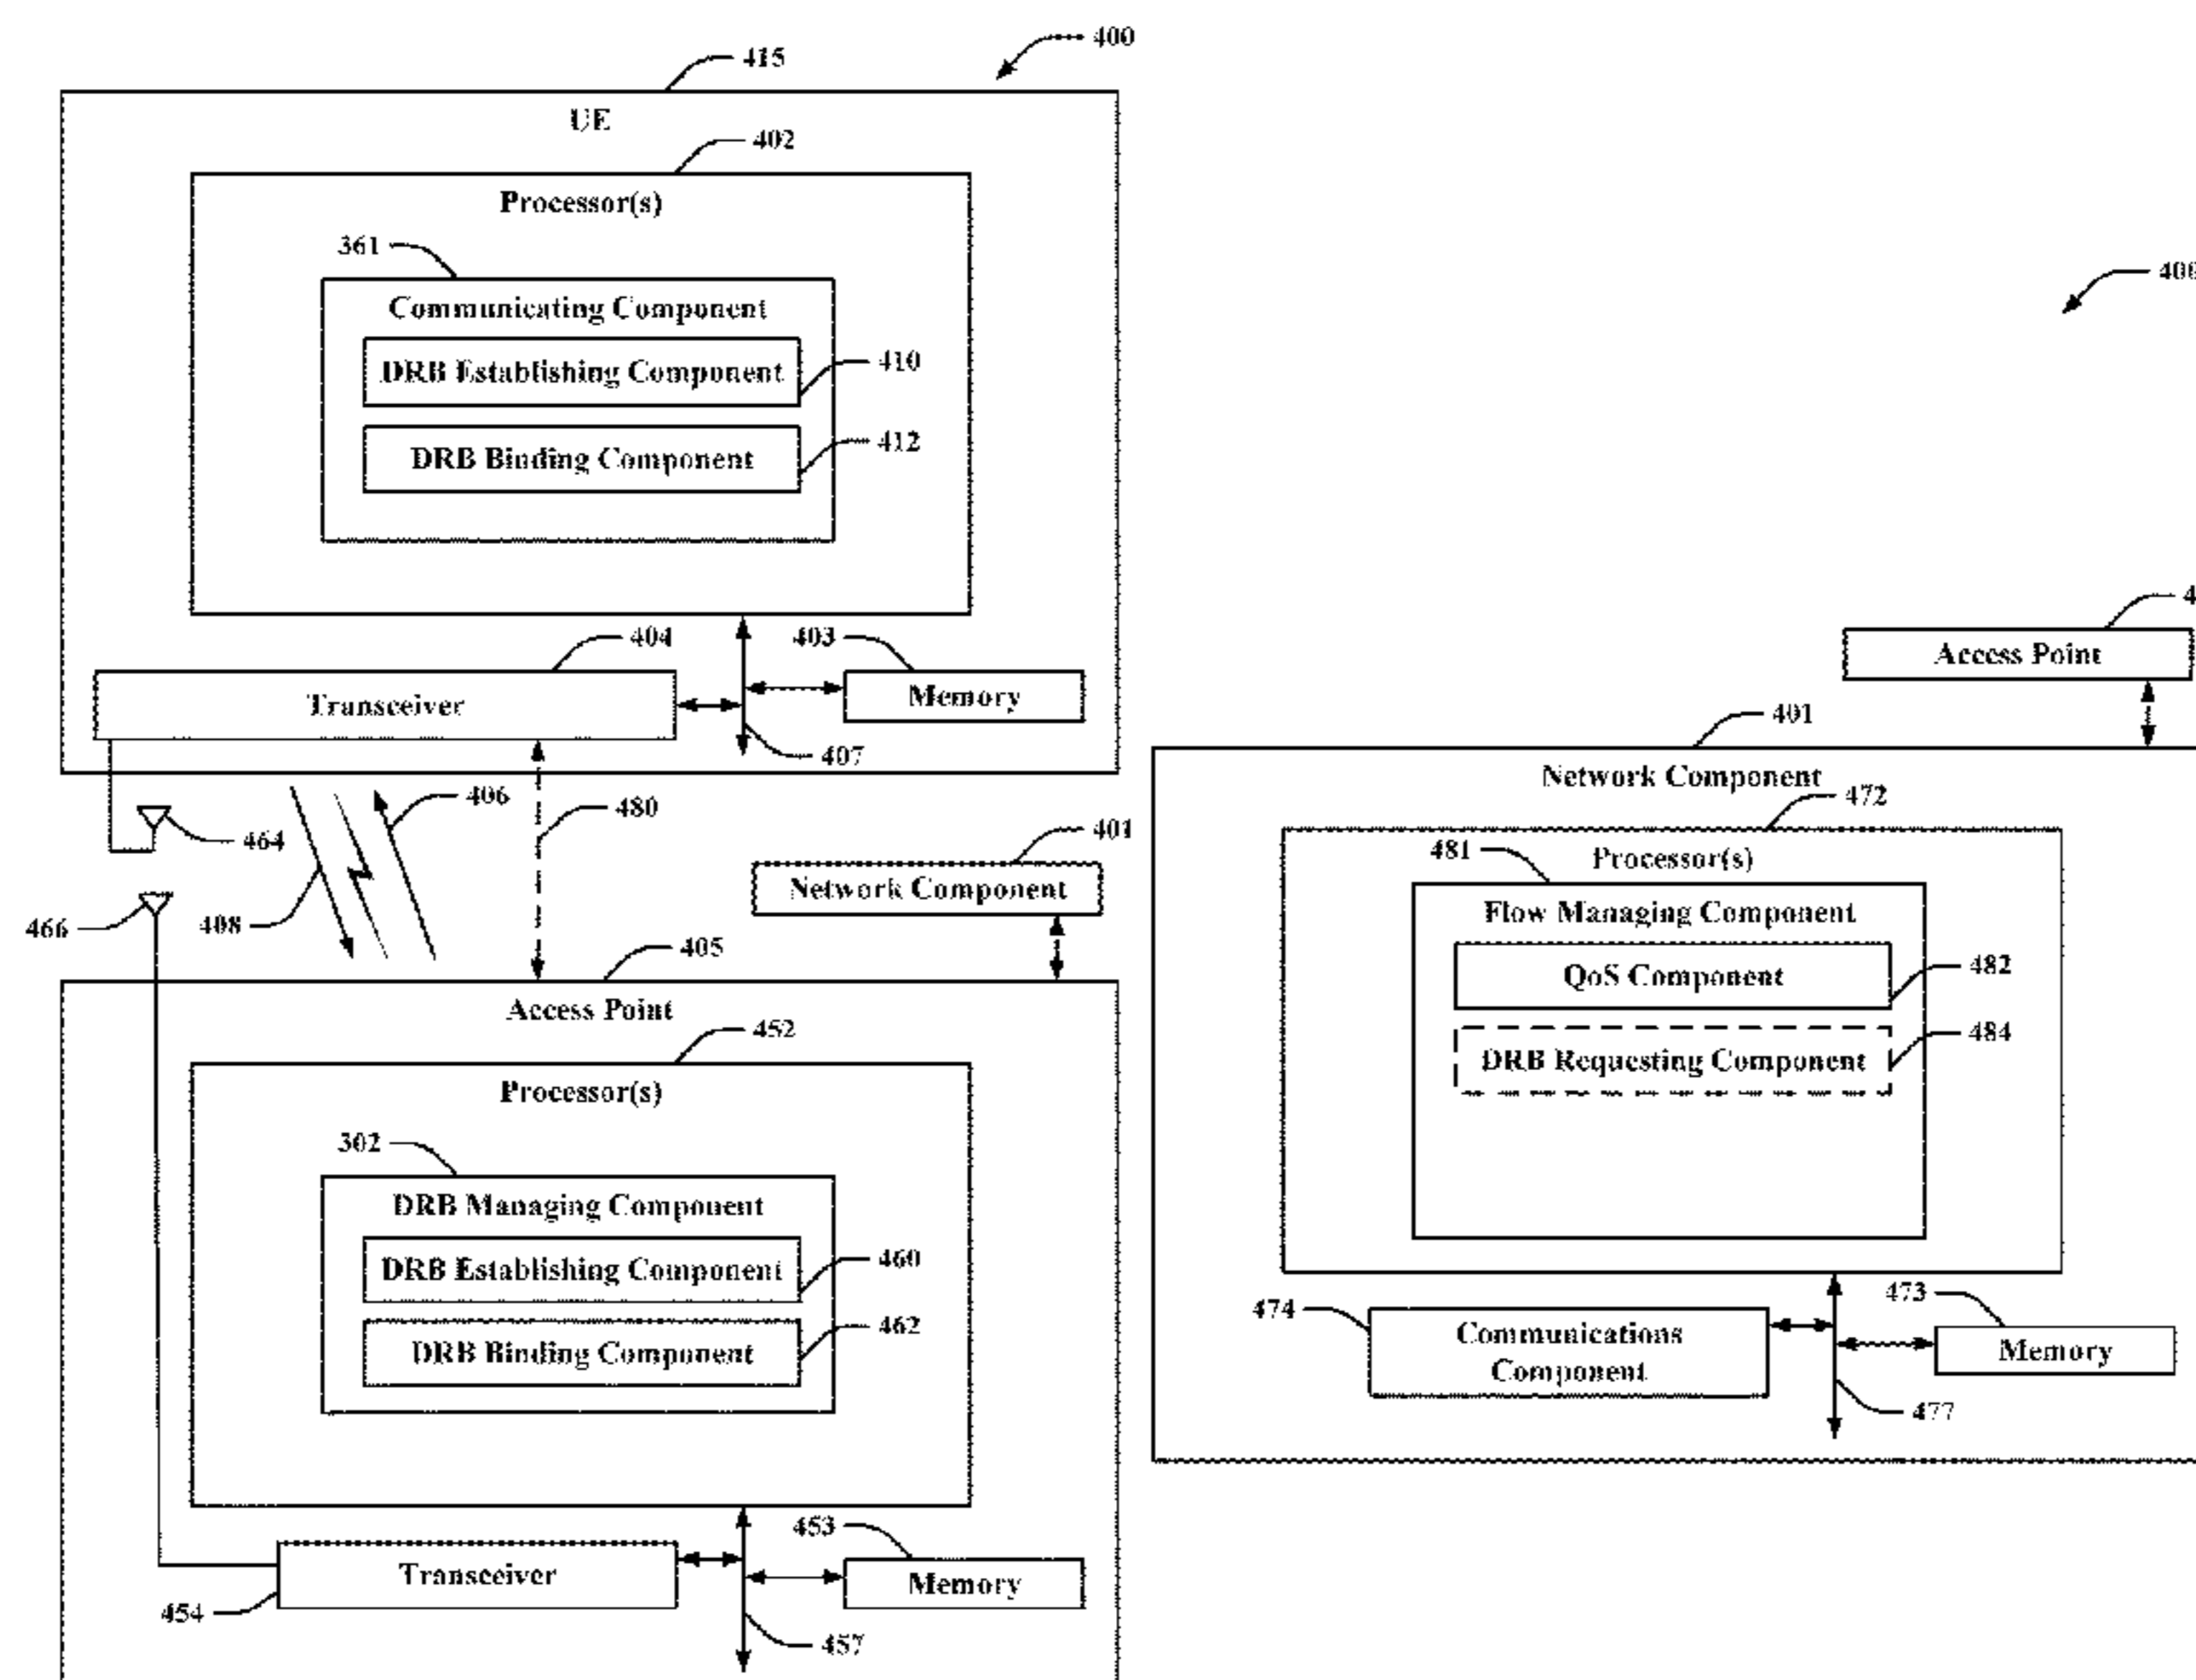 400
415
UE
402
Processor(s)
361
Communicating Component
DRB Establishing Component
410
DRB Binding Component
412
404
403
Transceiver
Memory
407
406
480
464
401
Network Component
466
408
405
Access Point
452
Processor(s)
302
DRB Managing Component
DRB Establishing Component
460
DRB Binding Component
462
453
Transceiver
Memory
454
457
Access Point
401
Network Component
472
481
Processor(s)
Flow Managing Component
QoS Component
482
DRB Requesting Component
484
474
473
Communications
Component
Memory
477